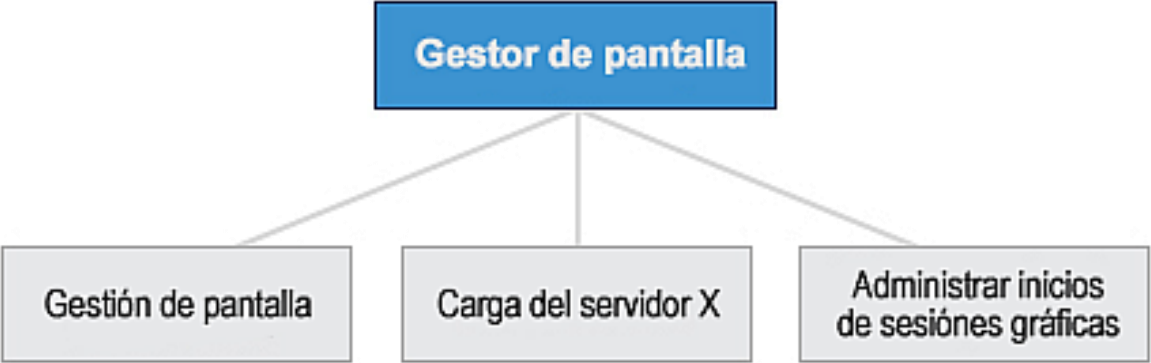 Gestor de pantalla
Gestión de pantalla
Carga del servidor X
Administrar inicios
de sesiónes gráficas